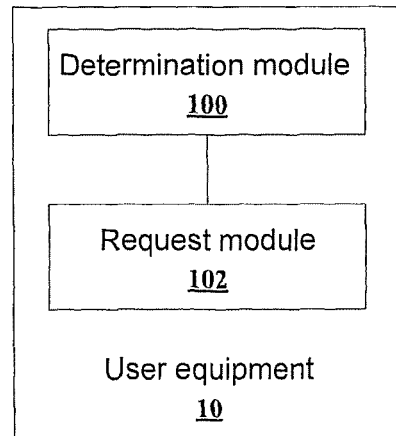 Determination module
100
Request module
102
User equipment
10